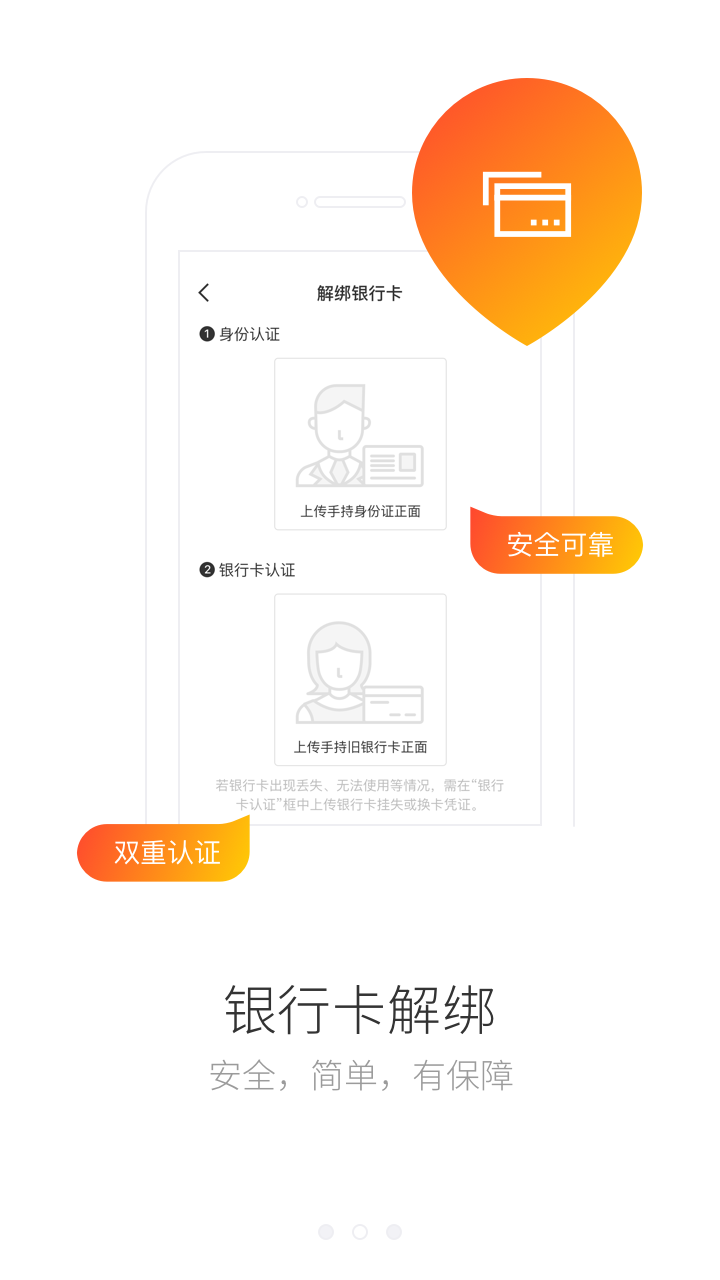 解绑银行卡
1 身份认证
上传手持身份证正面
安全可靠
2 银行卡认证
上传手持旧银行卡正面
若银行卡出现丢失、无法使用等情况，需在“银行
卡认证”框中上传银行卡挂失或换卡凭证。
双重认证
银行卡解绑
安全，简单，有保障